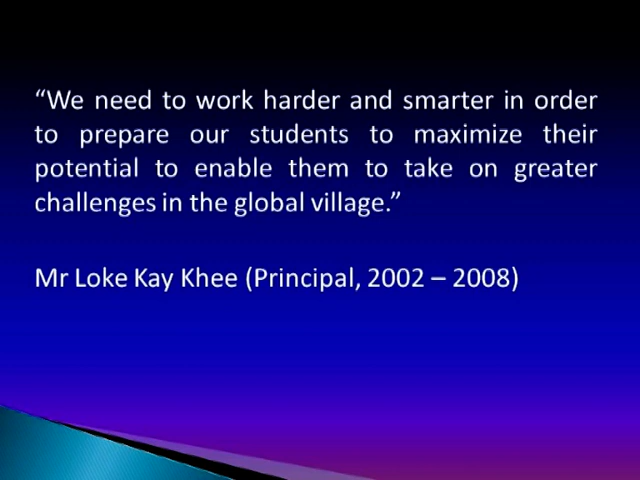 “We need to work harder and smarter in order
to prepare our students to maximize their
potential to enable them to take on greater
challenges in the global village.”
Mr Loke Kay Khee (Principal, 2002 – 2008)